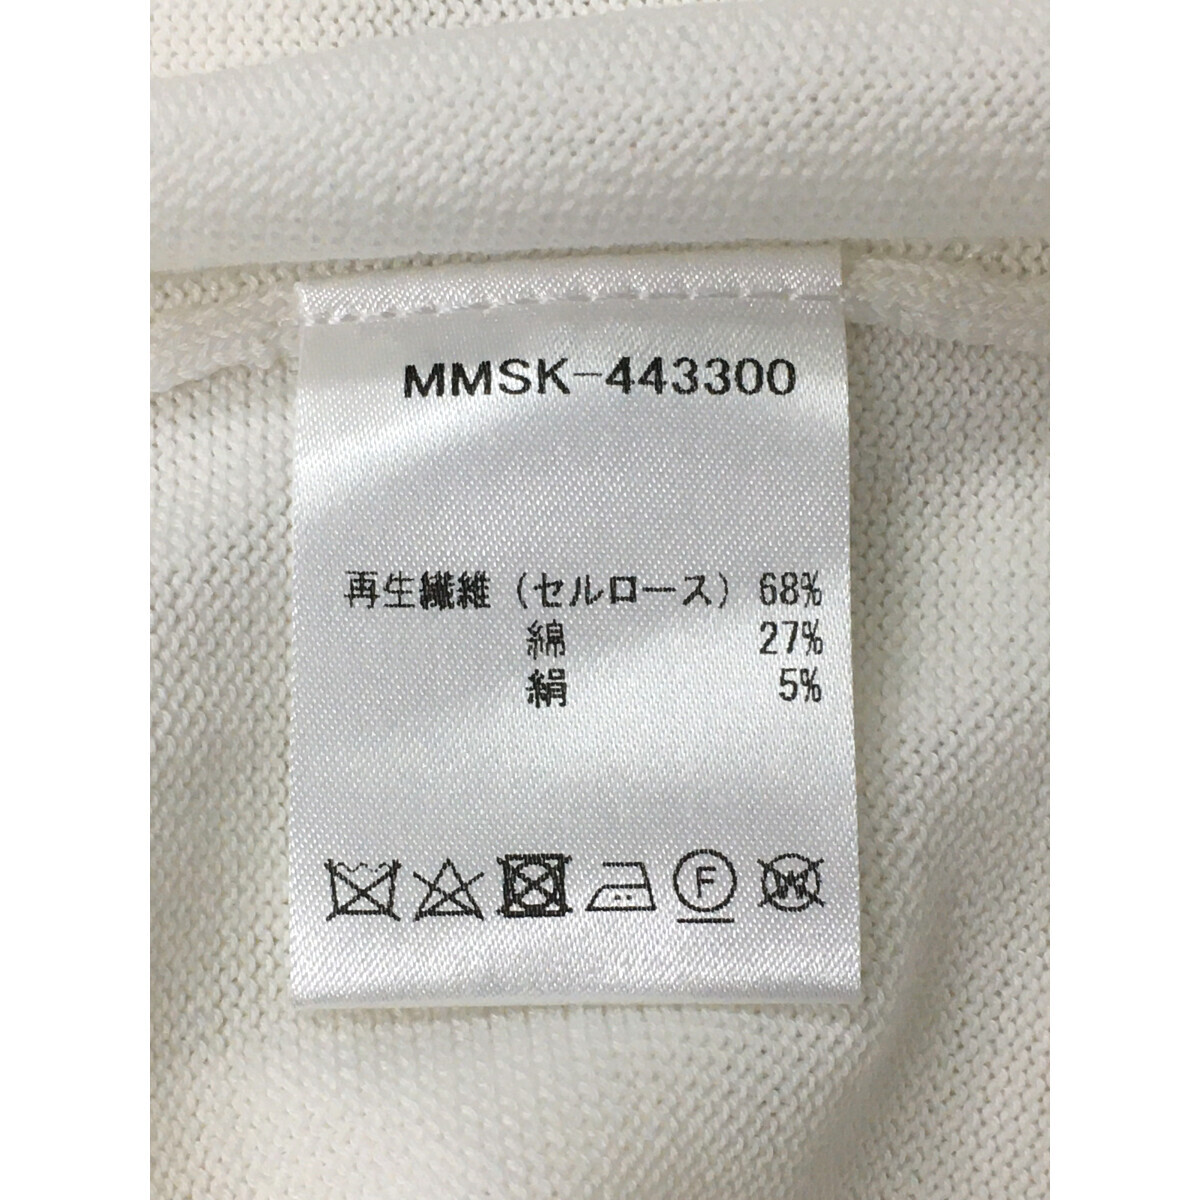 MMSK-443300
再生繊維（セルロース）68%
綿 27%
絹 5%
F
W